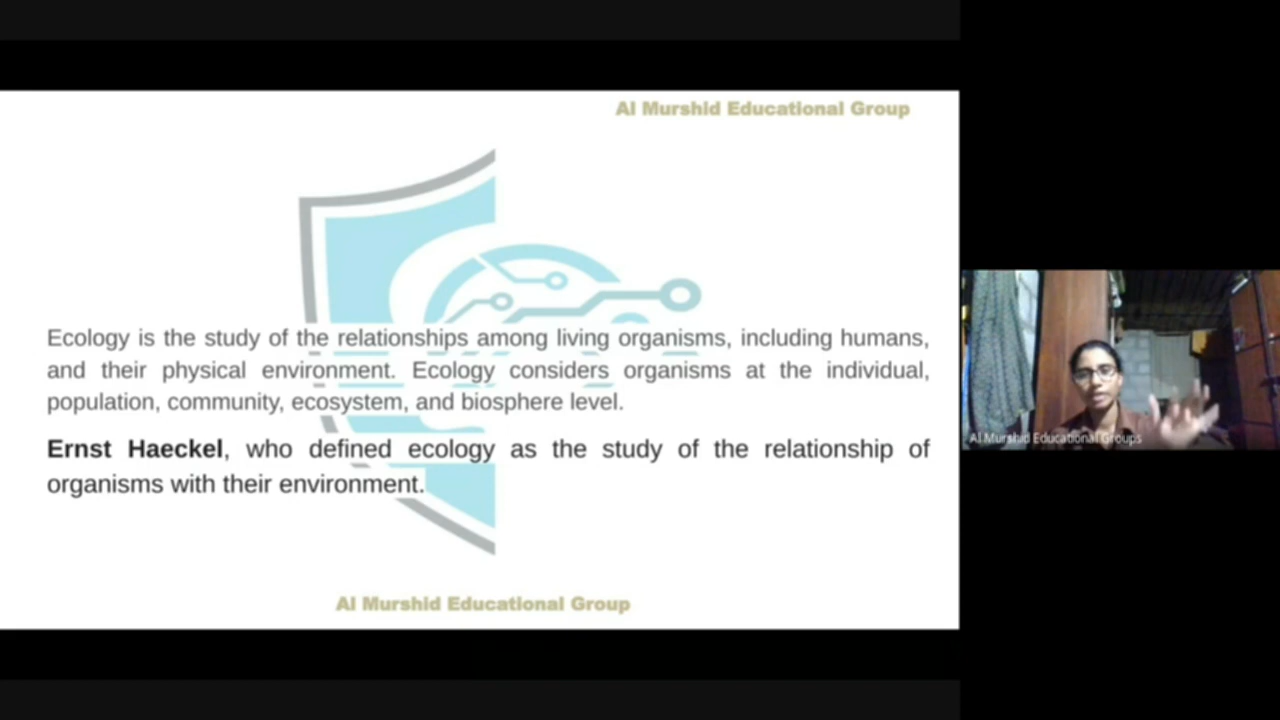 Al Murshid Educational Group
Ecology is the study of the relationships among living organisms, including humans,
and their physical environment. Ecology considers organisms at the individual,
population, community, ecosystem, and biosphere level.
Ernst Haeckel, who defined ecology as the study of the relationship of
organisms with their environment.
Al Murshid Educational Group
Al Murshid Educational Groups